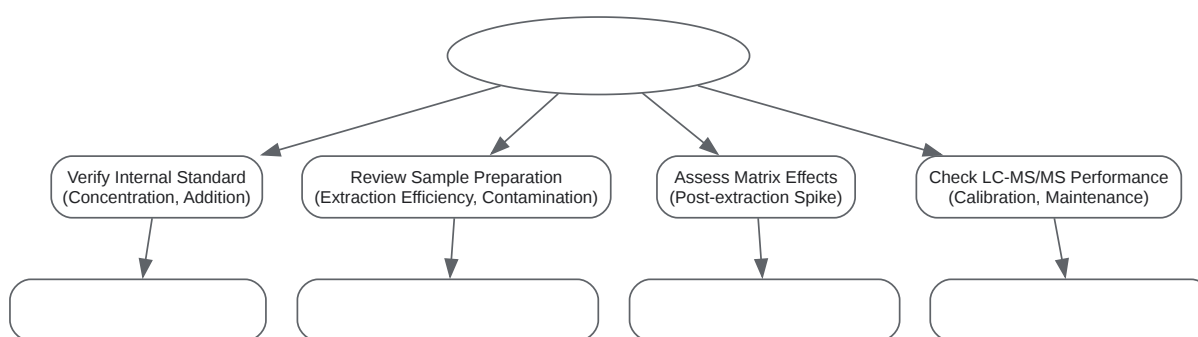 Verify Internal Standard
(Concentration, Addition)
Review Sample Preparation
(Extraction Efficiency, Contamination)
Assess Matrix Effects
(Post-extraction Spike)
Check LC-MS/MS Performance
(Calibration, Maintenance)